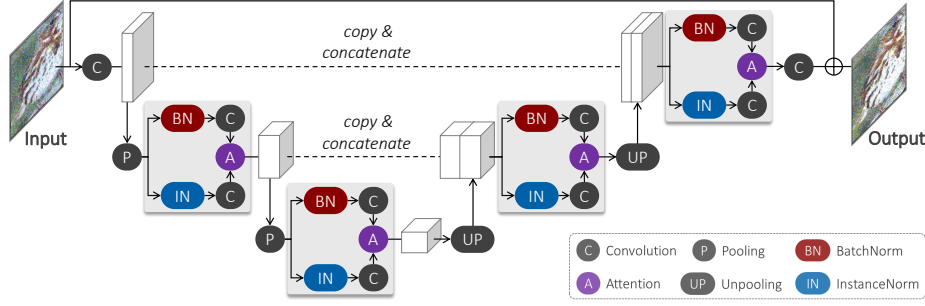 copy &
concatenate
BN
C
A
IN
C
C
C
Input
Output
P
BN
C
A
IN
C
copy &
concatenate
BN
C
A
IN
C
UP
P
BN
C
A
IN
C
UP
C Convolution P Pooling BN BatchNorm
A Attention UP Unpooling IN InstanceNorm